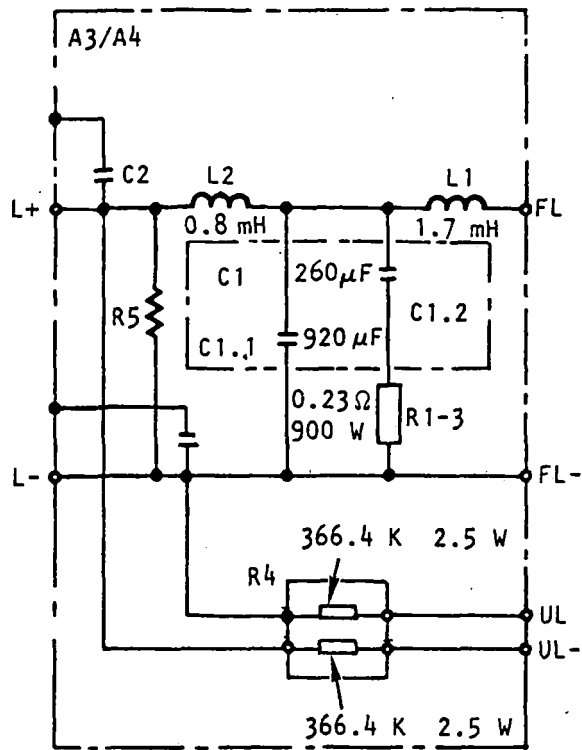 A3/A4
C2
L2
L1
L+
FL
0.8 mH
1.7 mH
C1
260µF
R5
C1.2
C1.1
920µF
0.23Ω
900 W
R1-3
L-
FL-
366.4 K 2.5 W
R4
UL
UL-
366.4 K 2.5 W